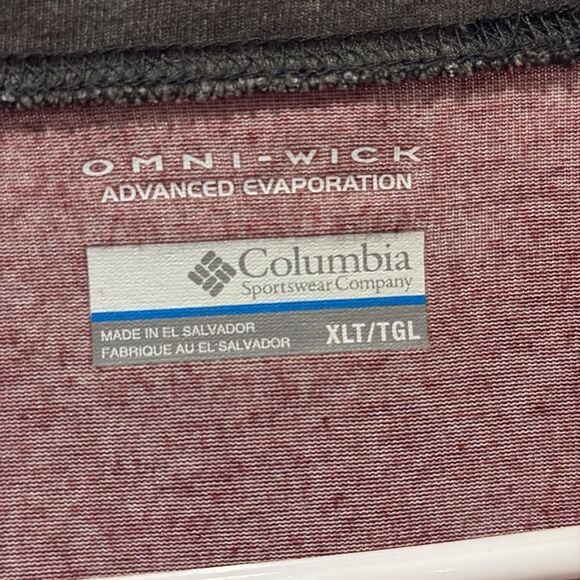 OMNI-WICK
ADVANCED EVAPORATION
Columbia
Sportswear Company
MADE IN EL SALVADOR
FABRIQUE AU EL SALVADOR
XLT/TGL